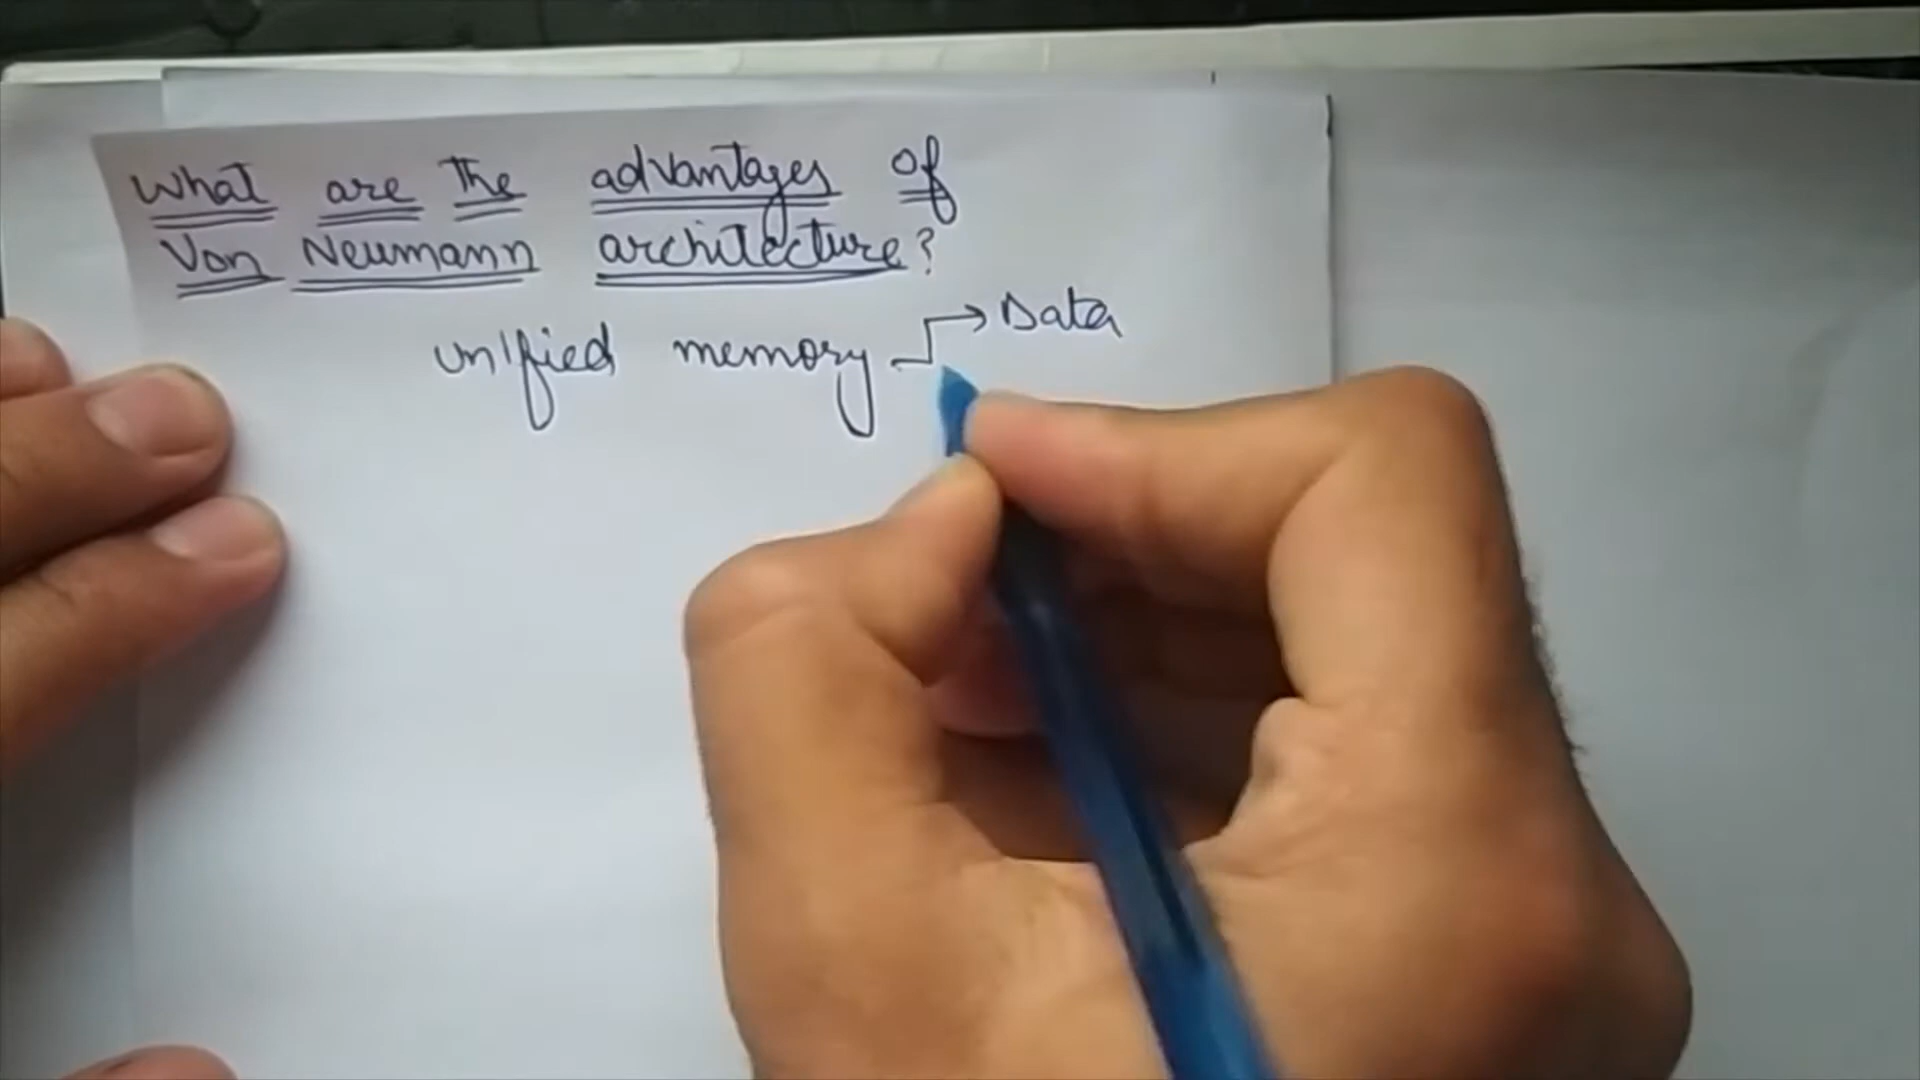 What are The advantages of
Von Neumann architecture?
unified memory → Data